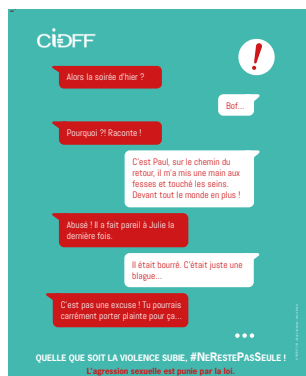 CIDFF
!
Alors la soirée d'hier ?
Bof...
Pourquoi ?! Raconte !
C'est Paul, sur le chemin du
retour, il m'a mis une main aux
fesses et touché les seins.
Devant tout le monde en plus !
Abusé ! Il a fait pareil à Julie la
dernière fois.
Il était bourré. C'était juste une
blague...
C'est pas une excuse ! Tu pourrais
carrément porter plainte pour ça...
...
QUELLE QUE SOIT LA VIOLENCE SUBIE, #NERESTEPASSEULE !
L'agression sexuelle est punie par la loi.